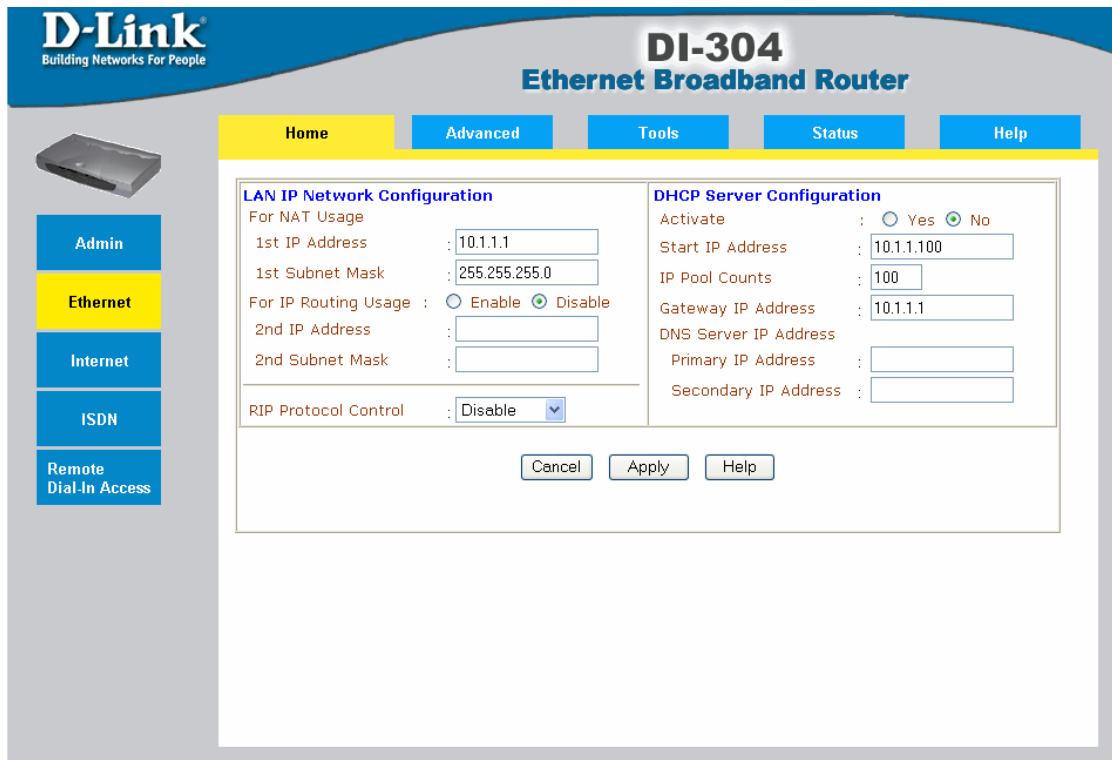 D-Link®
Building Networks For People
DI-304
Ethernet Broadband Router
Home Advanced Tools Status Help
Admin
Ethernet
Internet
ISDN
Remote
Dial-In Access
LAN IP Network Configuration
For NAT Usage
1st IP Address : 10.1.1.1
1st Subnet Mask : 255.255.255.0
For IP Routing Usage : Enable Disable
2nd IP Address :
2nd Subnet Mask :
RIP Protocol Control : Disable
DHCP Server Configuration
Activate : Yes No
Start IP Address : 10.1.1.100
IP Pool Counts : 100
Gateway IP Address : 10.1.1.1
DNS Server IP Address
Primary IP Address :
Secondary IP Address :
Cancel Apply Help